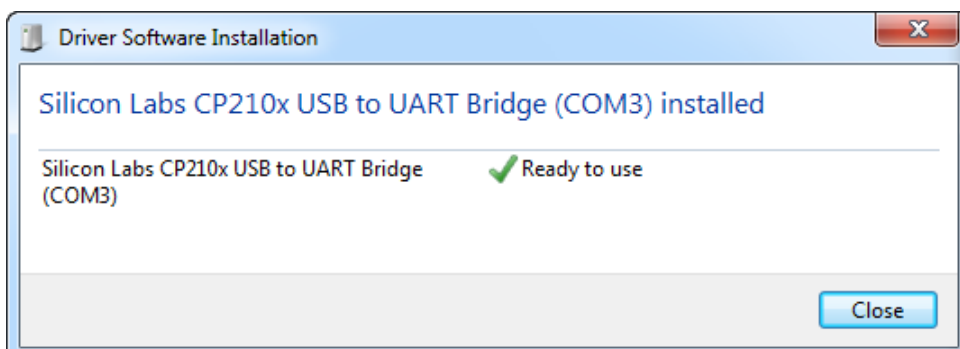 Driver Software Installation
Silicon Labs CP210x USB to UART Bridge (COM3) installed
Silicon Labs CP210x USB to UART Bridge
(COM3)
Ready to use
Close